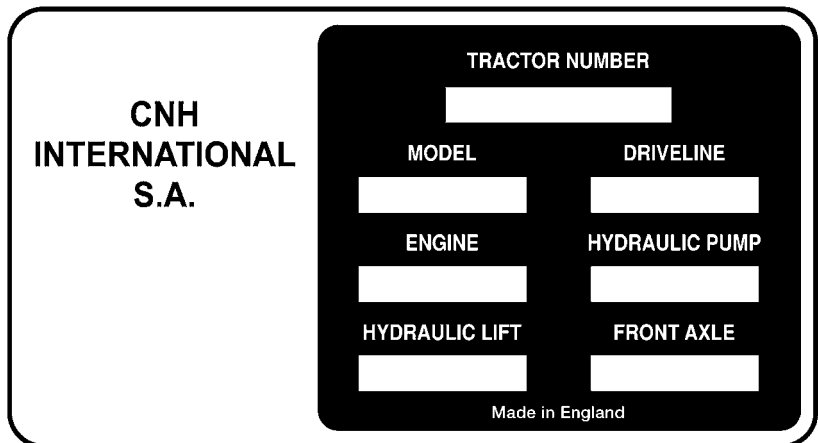 CNH
INTERNATIONAL
S.A.
TRACTOR NUMBER
MODEL
DRIVELINE
ENGINE
HYDRAULIC PUMP
HYDRAULIC LIFT
FRONT AXLE
Made in England